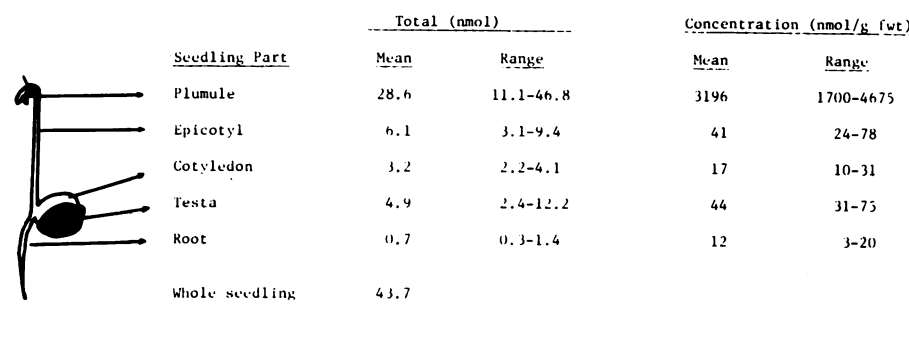 Total (nmol) Concentration (nmol/g fwt)
Seedling Part Mean Range Mean Range
Plumule 28.6 11.1-46.8 3196 1700-4675
Epicotyl 6.1 3.1-9.4 41 24-78
Cotyledon 3.2 2.2-4.1 17 10-31
Testa 4.9 2.4-12.2 44 31-75
Root 0.7 0.3-1.4 12 3-20
Whole seedling 43.7